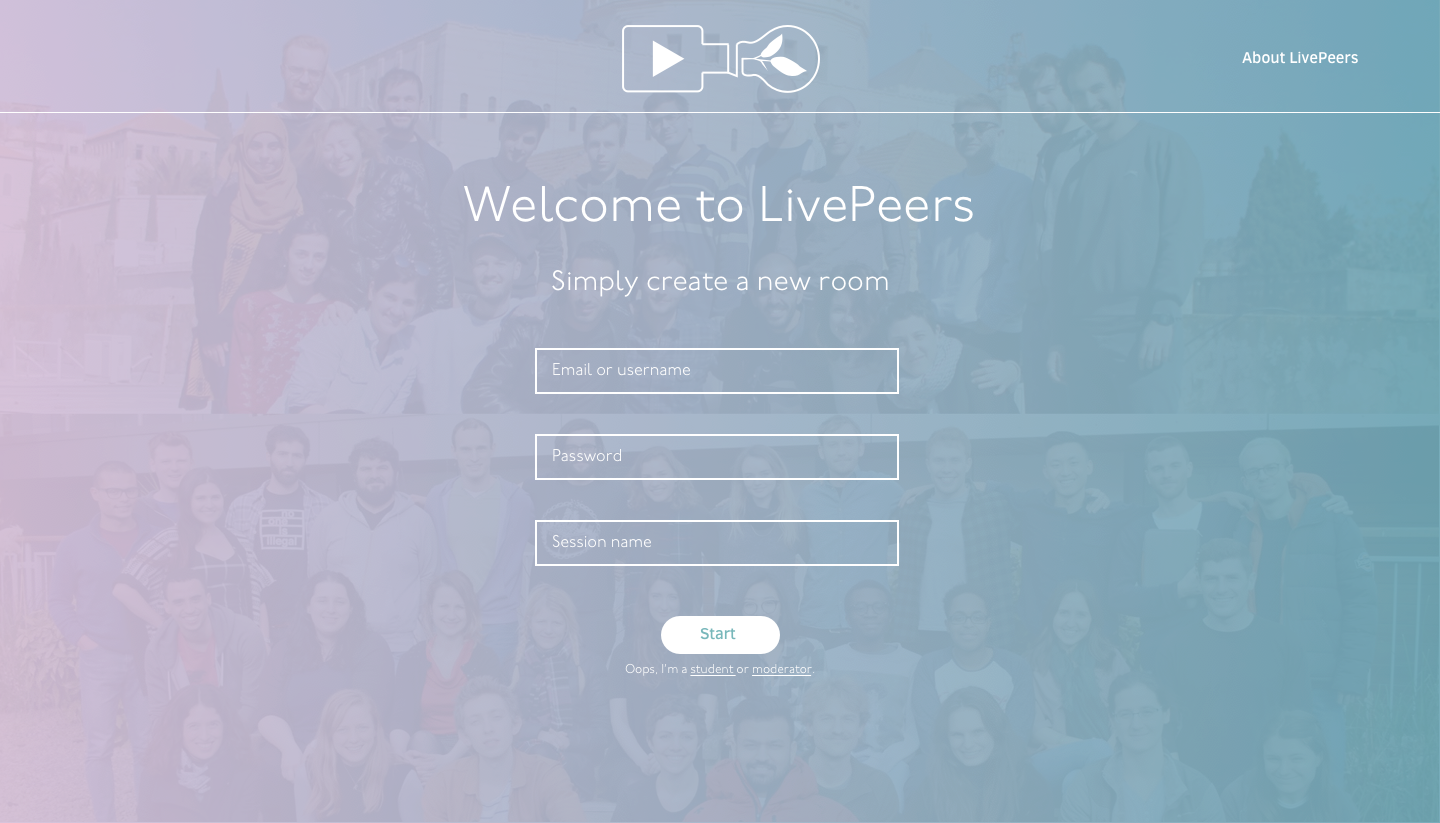 About LivePeers
Welcome to LivePeers
Simply create a new room
Email or username
Password
Session name
Start
Oops, I'm a student or moderator.